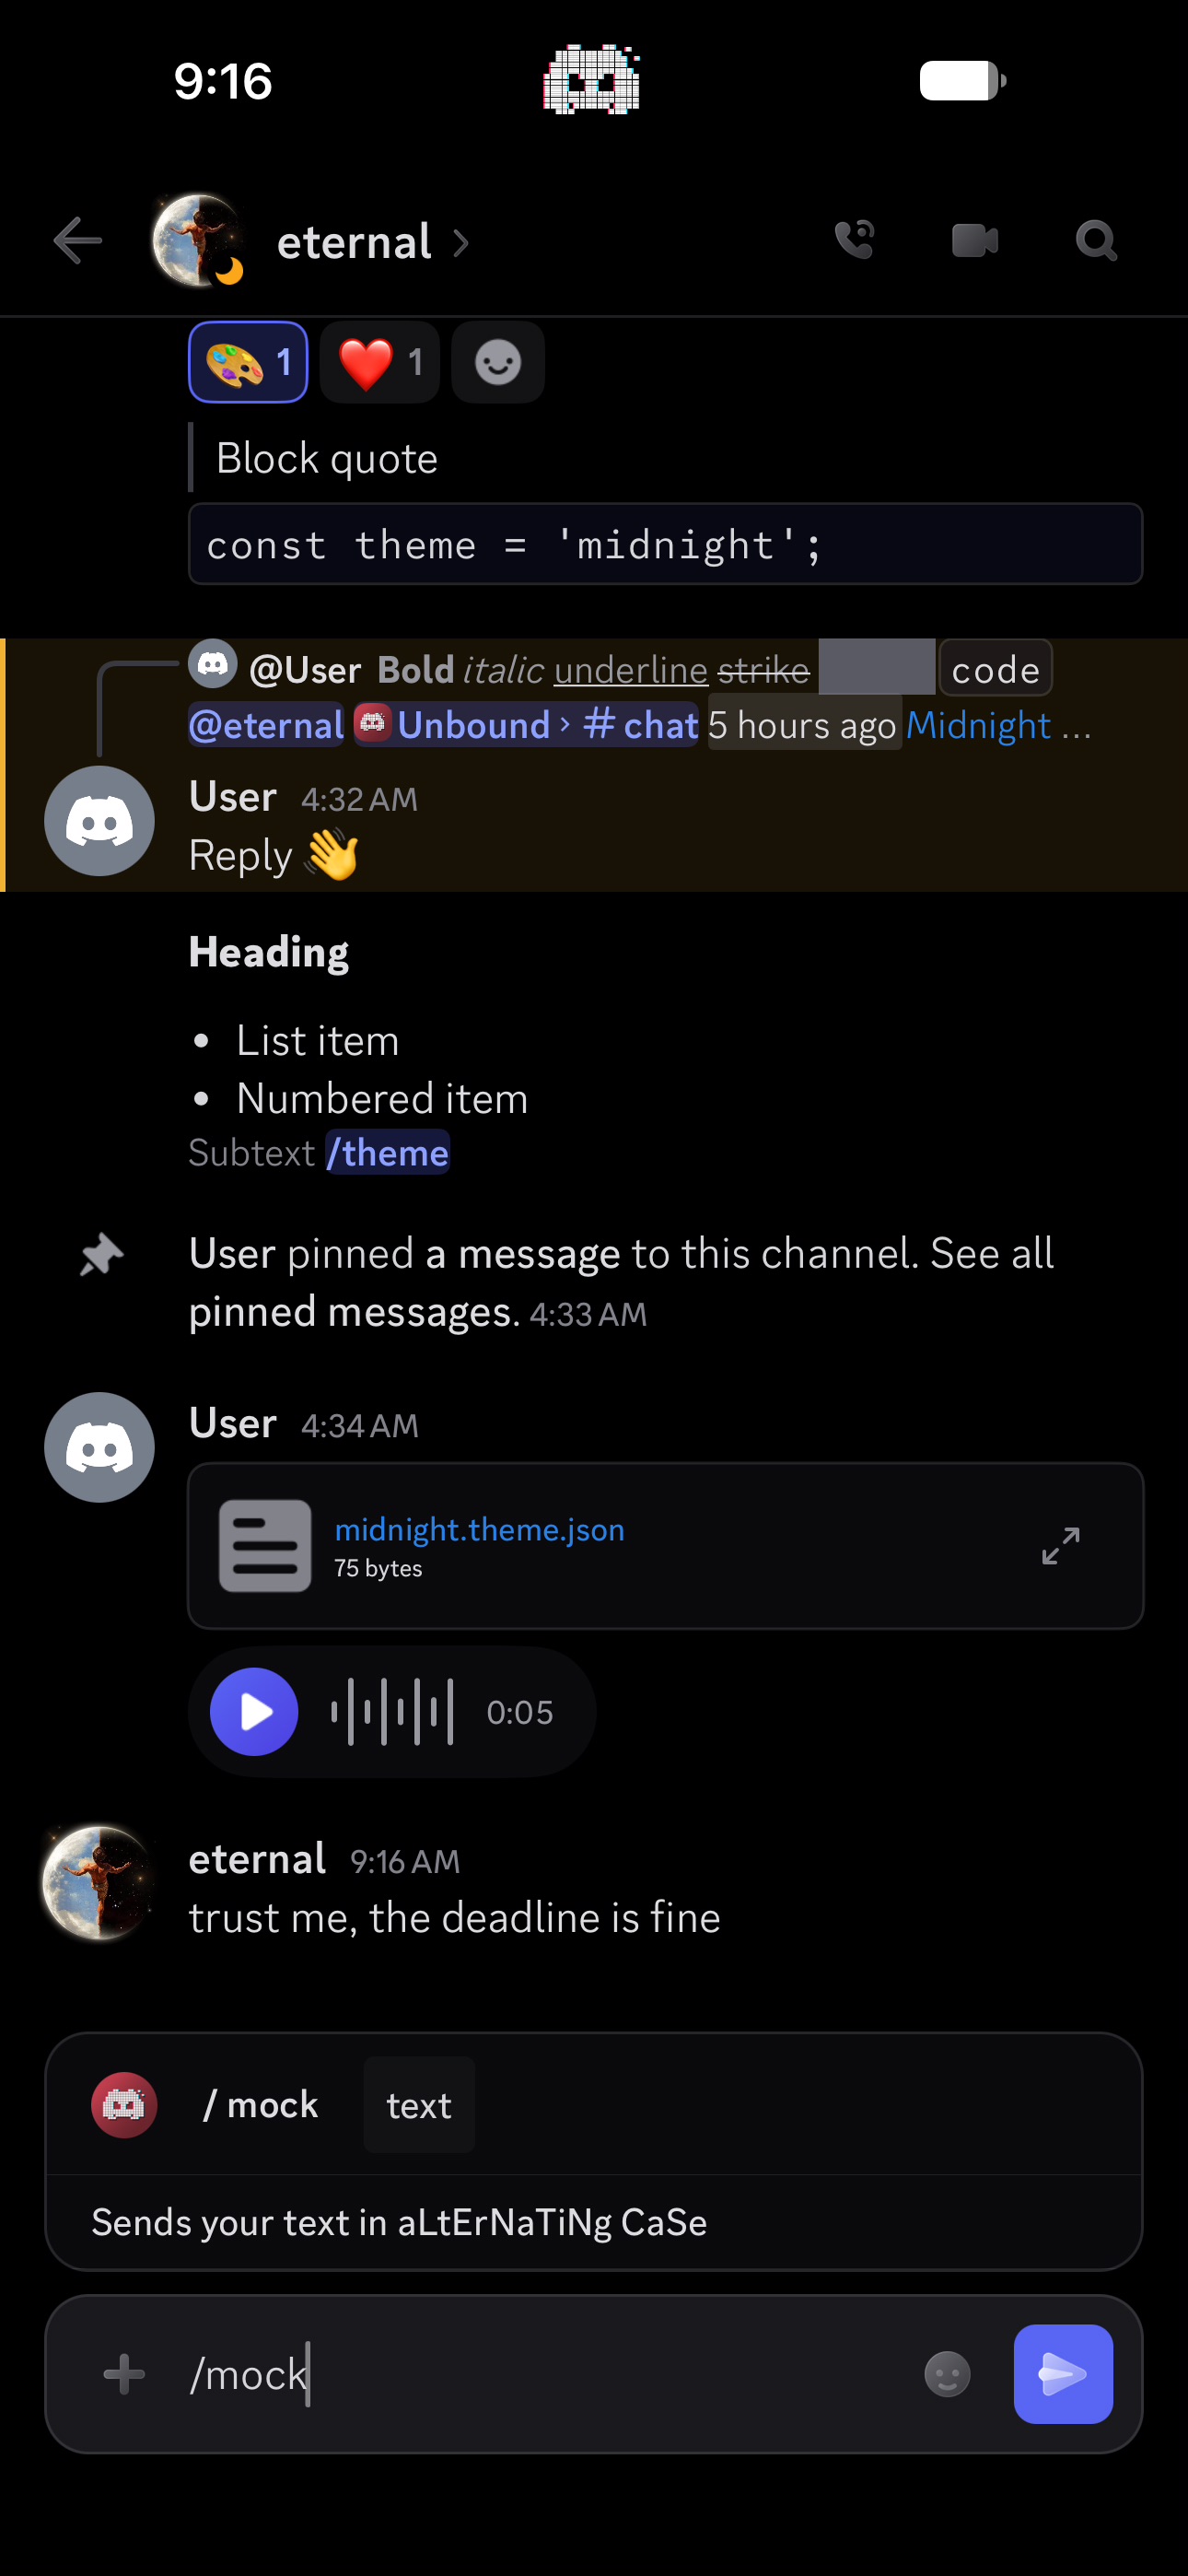 9:16
eternal
1 1
Block quote
const theme = 'midnight';
@User Bold italic underline strike code
@eternal Unbound › # chat 5 hours ago Midnight ...
User 4:32 AM
Reply 👋
Heading
• List item
• Numbered item
Subtext /theme
User pinned a message to this channel. See all
pinned messages. 4:33 AM
User 4:34 AM
midnight.theme.json
75 bytes
0:05
eternal 9:16 AM
trust me, the deadline is fine
/ mock text
Sends your text in aLtErNaTiNg CaSe
/mock